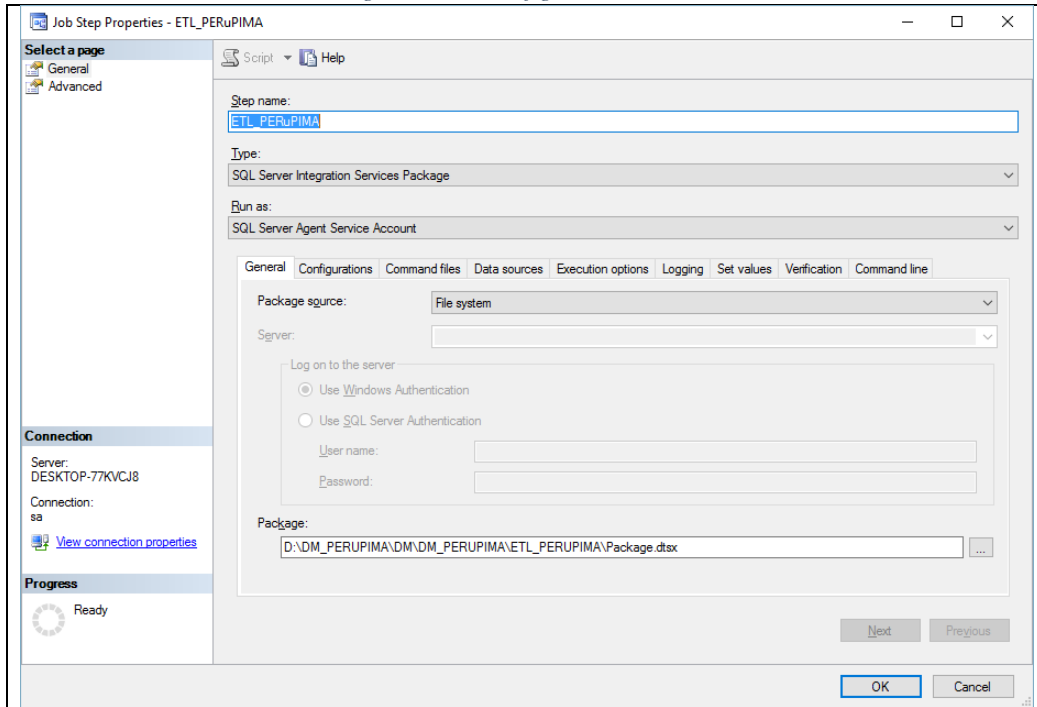 Job Step Properties - ETL_PERuPIMA
Select a page
General
Advanced
Script
Help
Step name:
ETL_PERuPIMA
Type:
SQL Server Integration Services Package
Run as:
SQL Server Agent Service Account
General Configurations Command files Data sources Execution options Logging Set values Verification Command line
Package source: File system
Server:
Log on to the server
Use Windows Authentication
Use SQL Server Authentication
User name:
Password:
Package:
D:\DM_PERUPIMA\DM\DM_PERUPIMA\ETL_PERUPIMA\Package.dtsx
...
Connection
Server:
DESKTOP-77KVCJ8
Connection:
sa
View connection properties
Progress
Ready
Next Previous
OK Cancel